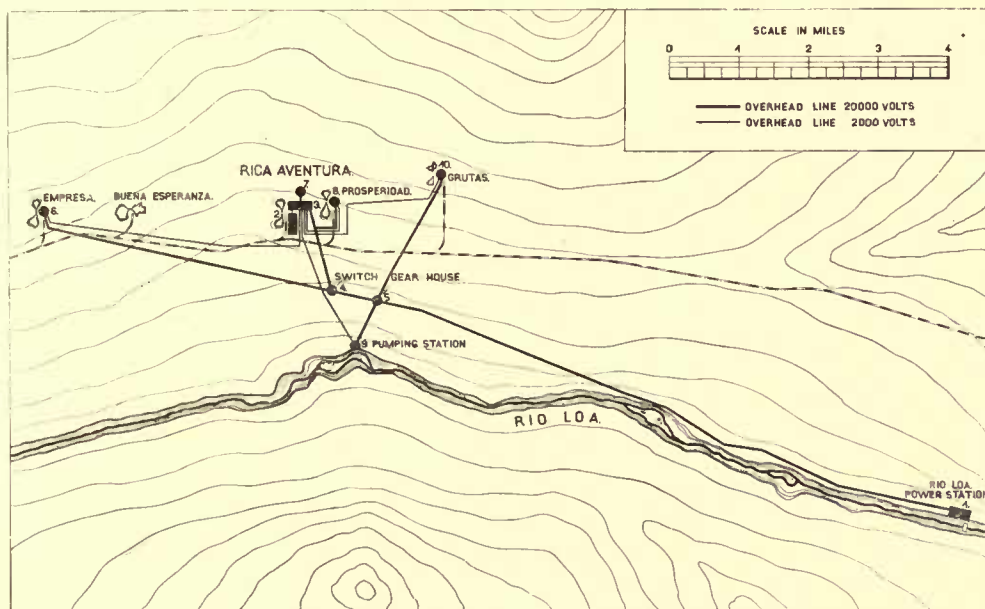 SCALE IN MILES
0 1 2 3 4
OVERHEAD LINE 20000 VOLTS
OVERHEAD LINE 2000 VOLTS
10.
GRUTAS.
RICA AVENTURA.
7.
8. PROSPERIDAD.
3.
2.
EMPRESA.
6.
BUENA ESPERANZA.
SWITCH GEAR HOUSE
4.
5.
9 PUMPING STATION
RIO LOA.
RIO LOA
POWER STATION
1.